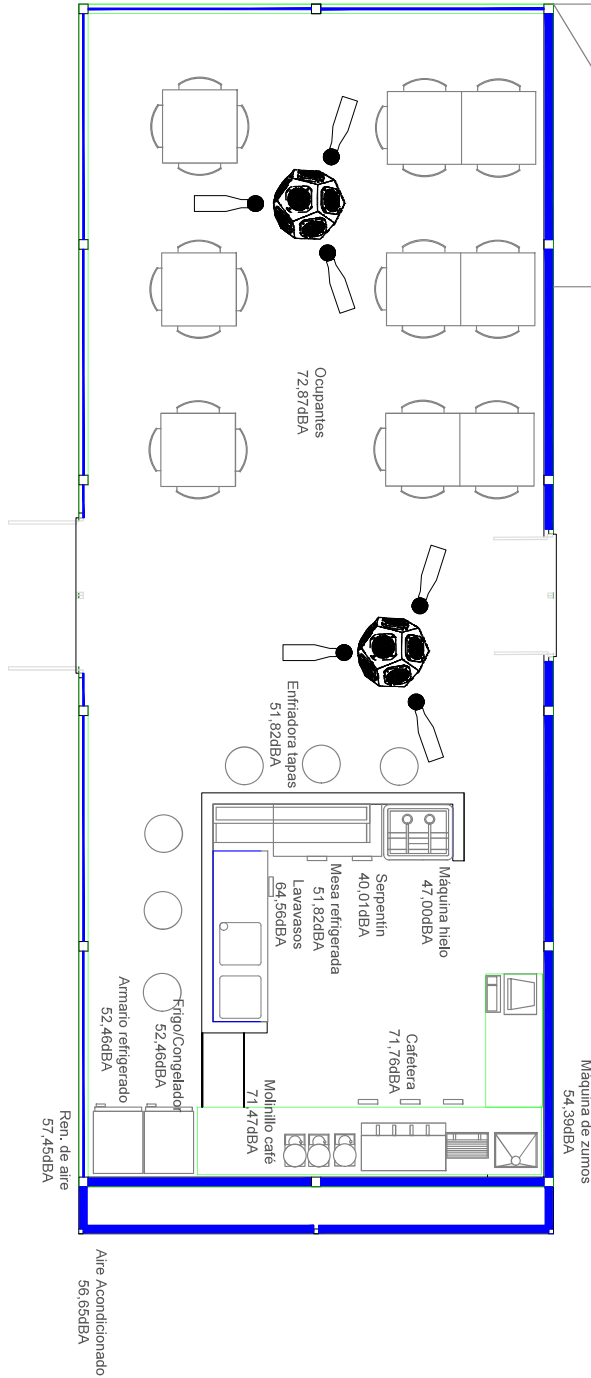 Ocupantes
72,87dBA
Enfriadora tapas
51,82dBA
Máquina hielo
47,00dBA
Serpentín
40,01dBA
Mesa refrigerada
51,82dBA
Lavavasos
64,56dBA
Máquina de zumos
54,39dBA
Cafetera
71,76dBA
Molinillo café
71,47dBA
Frigo/Congelador
52,46dBA
Armario refrigerado
52,46dBA
Ren. de aire
57,45dBA
Aire Acondicionado
56,65dBA